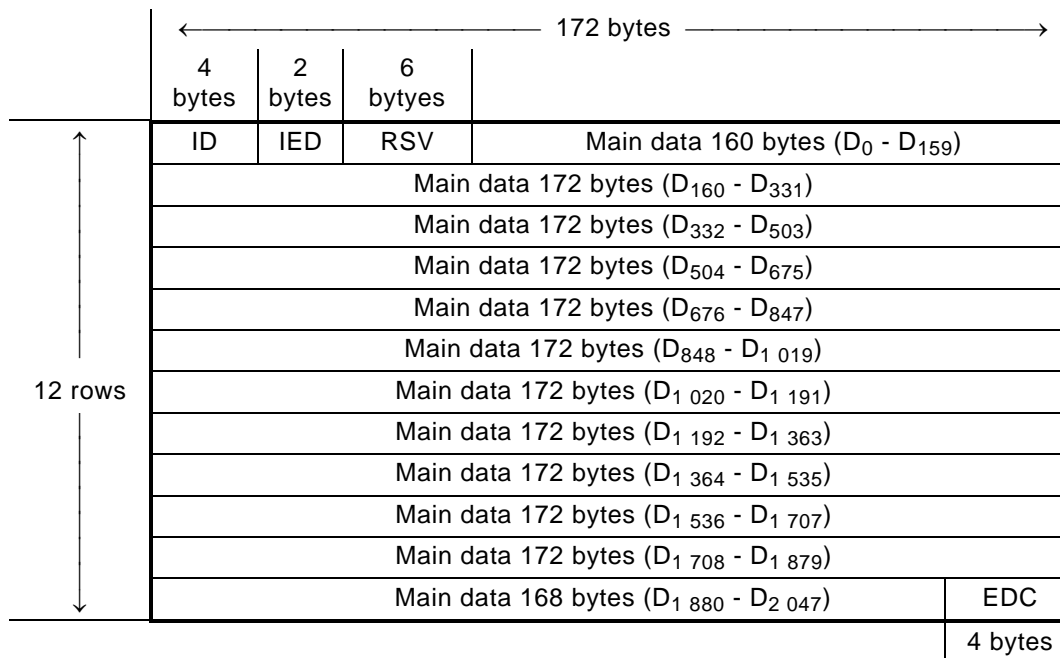 172 bytes
4 2 6
bytes bytes bytyes
ID IED RSV Main data 160 bytes (D0 - D159)
Main data 172 bytes (D160 - D331)
Main data 172 bytes (D332 - D503)
Main data 172 bytes (D504 - D675)
Main data 172 bytes (D676 - D847)
Main data 172 bytes (D848 - D1 019)
12 rows Main data 172 bytes (D1 020 - D1 191)
Main data 172 bytes (D1 192 - D1 363)
Main data 172 bytes (D1 364 - D1 535)
Main data 172 bytes (D1 536 - D1 707)
Main data 172 bytes (D1 708 - D1 879)
Main data 168 bytes (D1 880 - D2 047) EDC
4 bytes